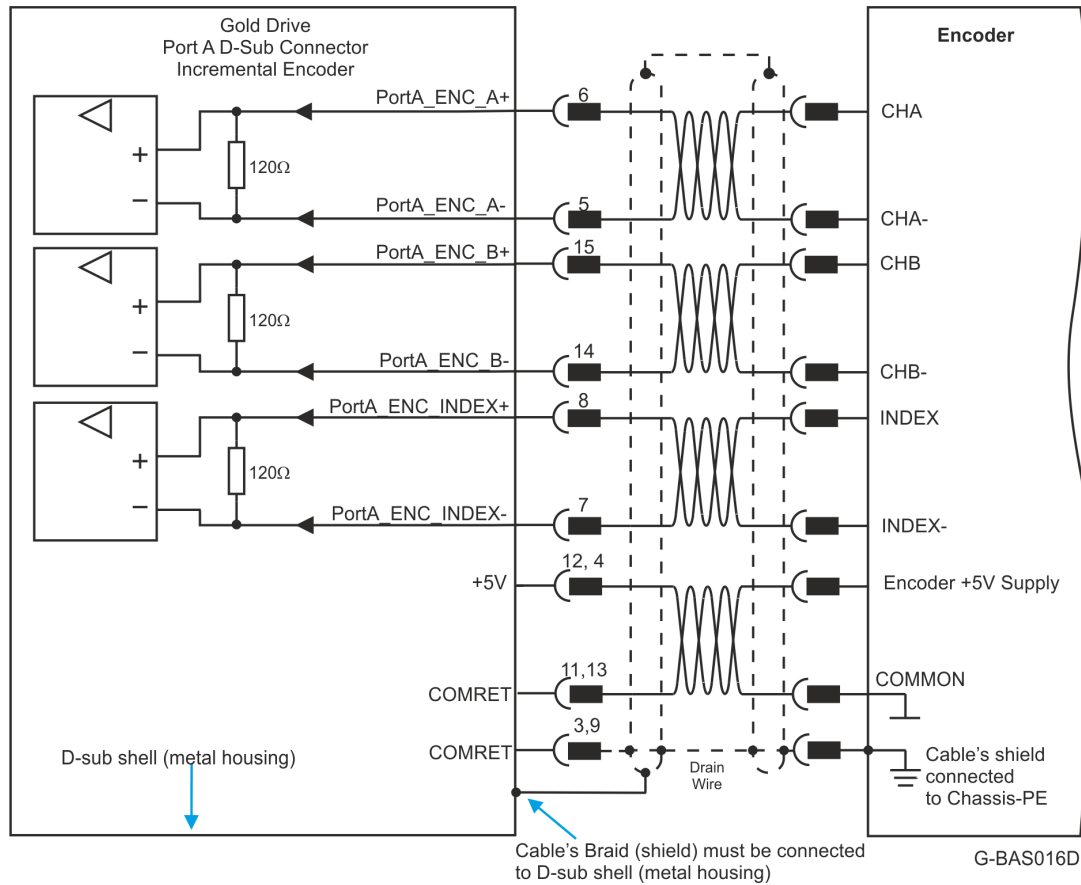 Gold Drive
Port A D-Sub Connector
Incremental Encoder
Encoder
PortA_ENC_A+
6
CHA
+
120Ω
−
PortA_ENC_A-
5
CHA-
PortA_ENC_B+
15
CHB
+
120Ω
−
PortA_ENC_B-
14
CHB-
PortA_ENC_INDEX+
8
INDEX
+
120Ω
−
PortA_ENC_INDEX-
7
INDEX-
+5V
12, 4
Encoder +5V Supply
COMRET
11,13
COMMON
COMRET
3,9
Drain
Wire
Cable's shield
connected
to Chassis-PE
D-sub shell (metal housing)
Cable's Braid (shield) must be connected
to D-sub shell (metal housing)
G-BAS016D